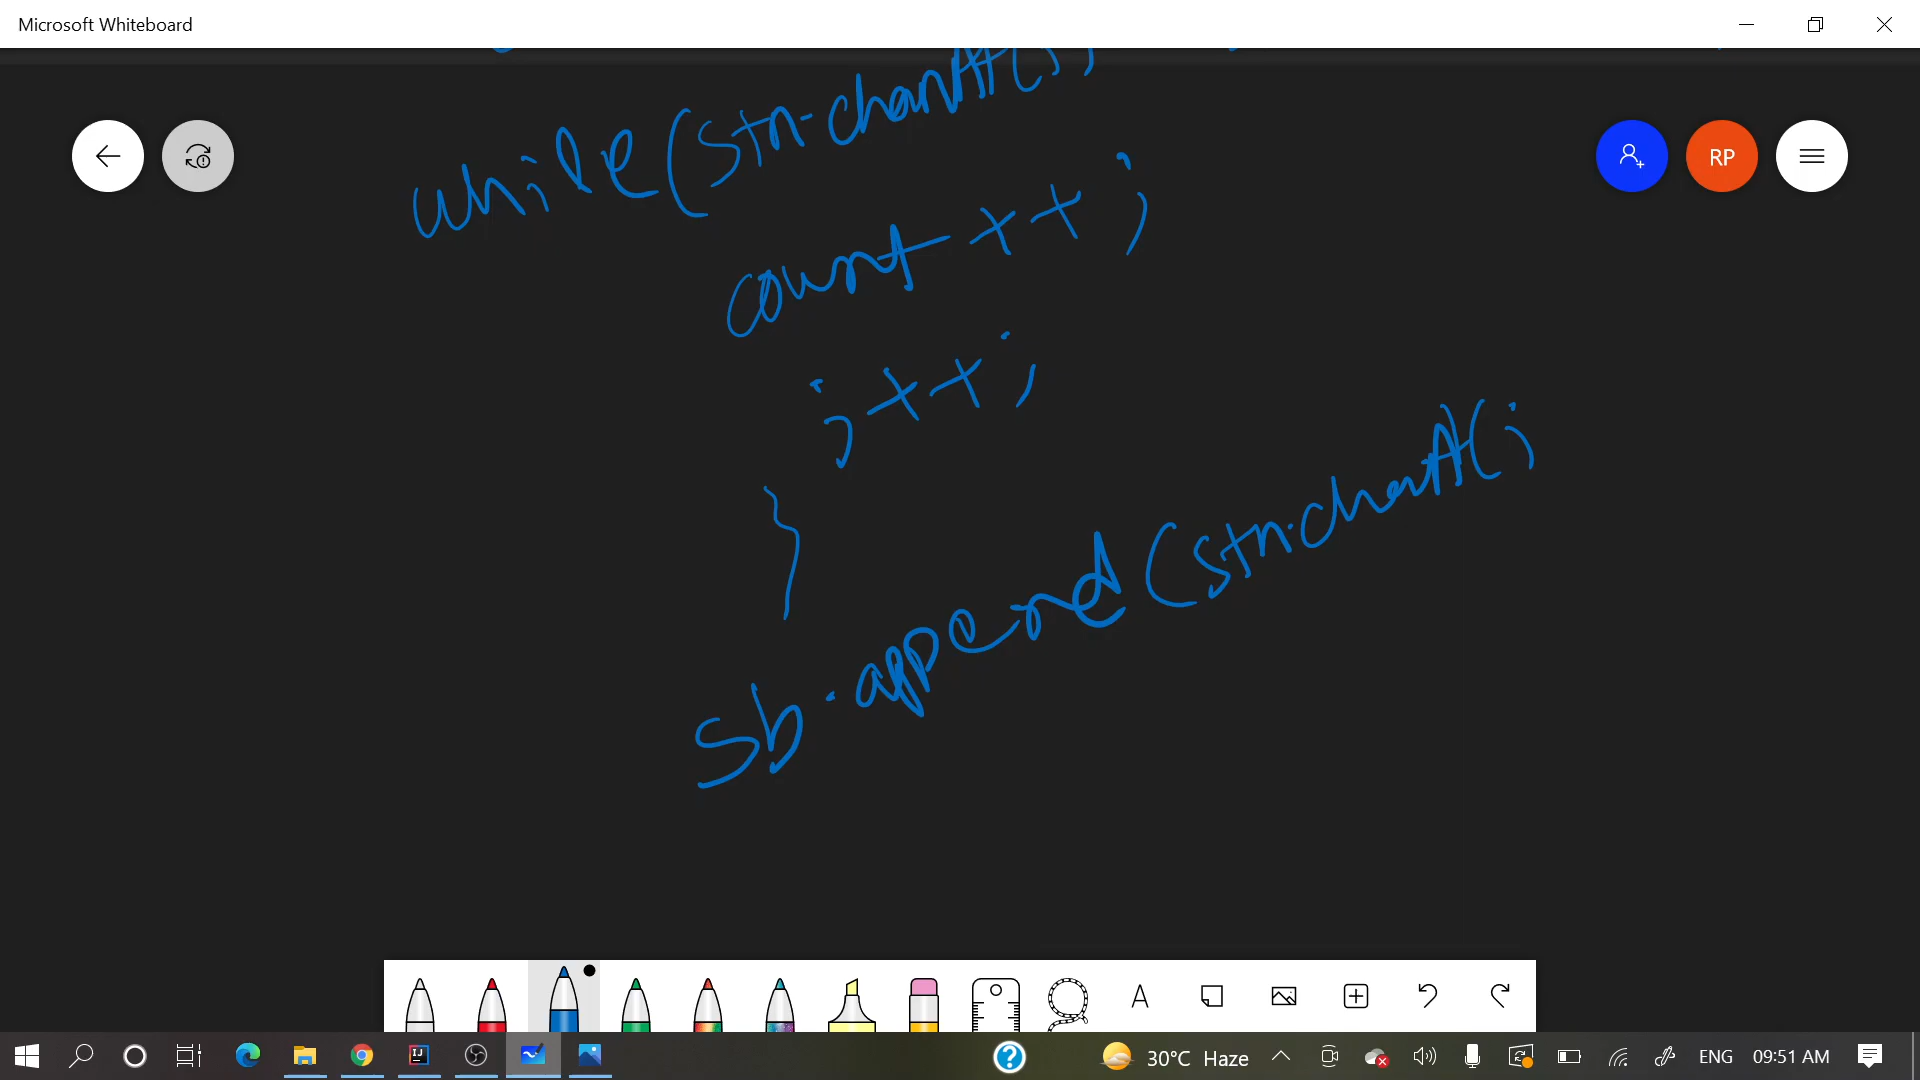 Microsoft Whiteboard
while(str.charAt(j)
RP
count++;
j++;
}
sb.append(str.charAt(j
A
30°C Haze
ENG
09:51 AM